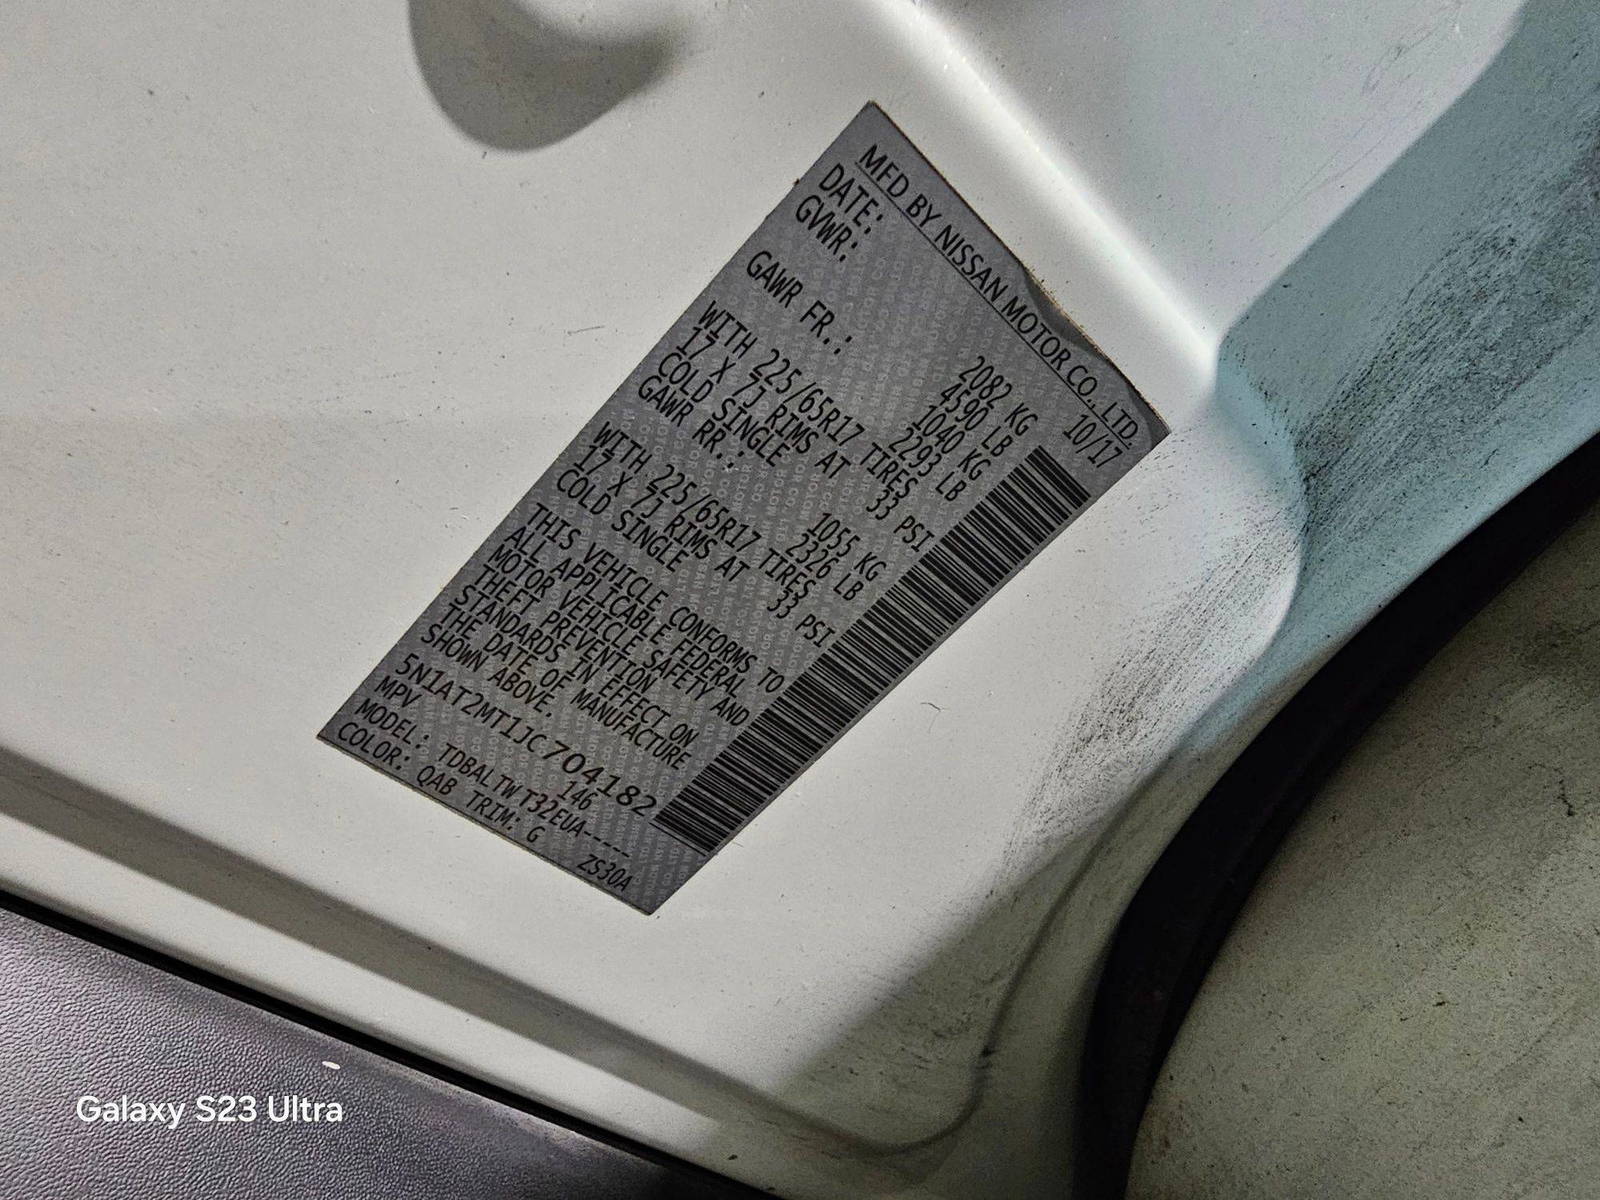 MFD BY NISSAN MOTOR CO., LTD.
DATE: 10/17
GVWR: 2082 KG
4590 LB
GAWR FR.: 1040 KG
2293 LB
WITH 225/65R17 TIRES
17 X 7J RIMS AT 33 PSI
COLD SINGLE
GAWR RR.: 1055 KG
2326 LB
WITH 225/65R17 TIRES
17 X 7J RIMS AT 33 PSI
COLD SINGLE
THIS VEHICLE CONFORMS TO
ALL APPLICABLE FEDERAL
MOTOR VEHICLE SAFETY AND
THEFT PREVENTION
STANDARDS IN EFFECT ON
THE DATE OF MANUFACTURE
SHOWN ABOVE.
5N1AT2MT1JC704182
MPV 146
MODEL: TDBALTWT32EUA-----
COLOR: QAB TRIM: G ZS30A
Galaxy S23 Ultra